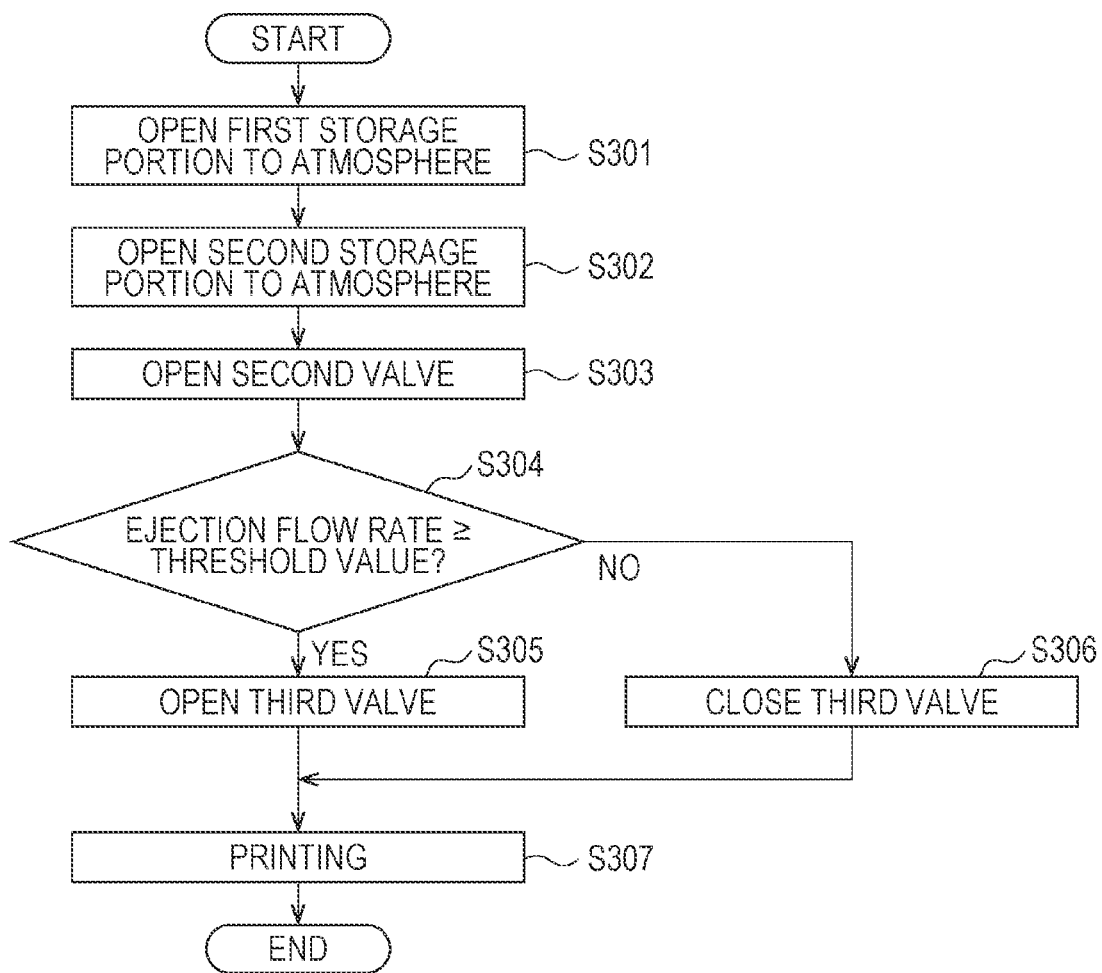 START
OPEN FIRST STORAGE
PORTION TO ATMOSPHERE
S301
OPEN SECOND STORAGE
PORTION TO ATMOSPHERE
S302
OPEN SECOND VALVE
S303
S304
EJECTION FLOW RATE ≥
THRESHOLD VALUE?
NO
YES
S305
OPEN THIRD VALVE
S306
CLOSE THIRD VALVE
PRINTING
S307
END